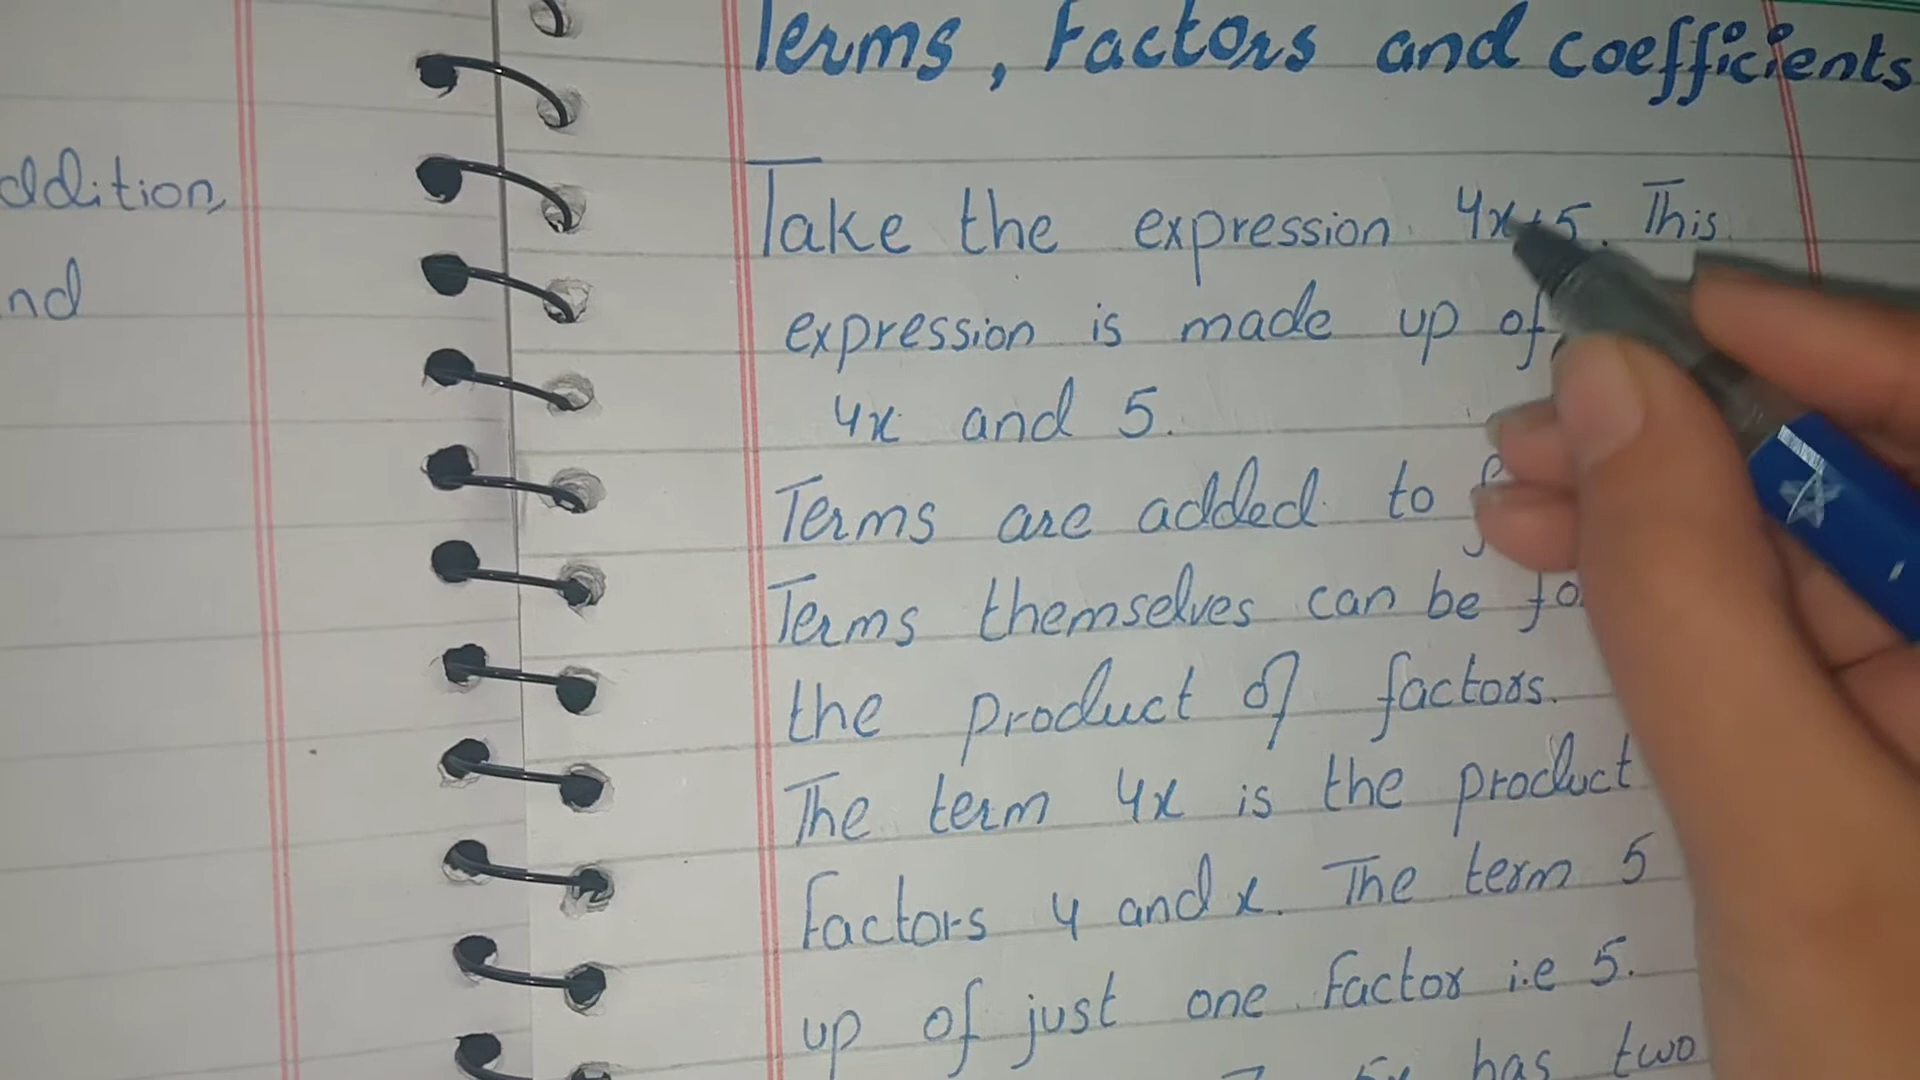 ddition,
nd
Terms, Factors and coefficients
Take the expression 4x+5. This
expression is made up of
4x and 5.
Terms are added to
Terms themselves can be
the product of factors.
The term 4x is the product
Factors 4 and x. The term 5
up of just one factor i.e 5.
has two